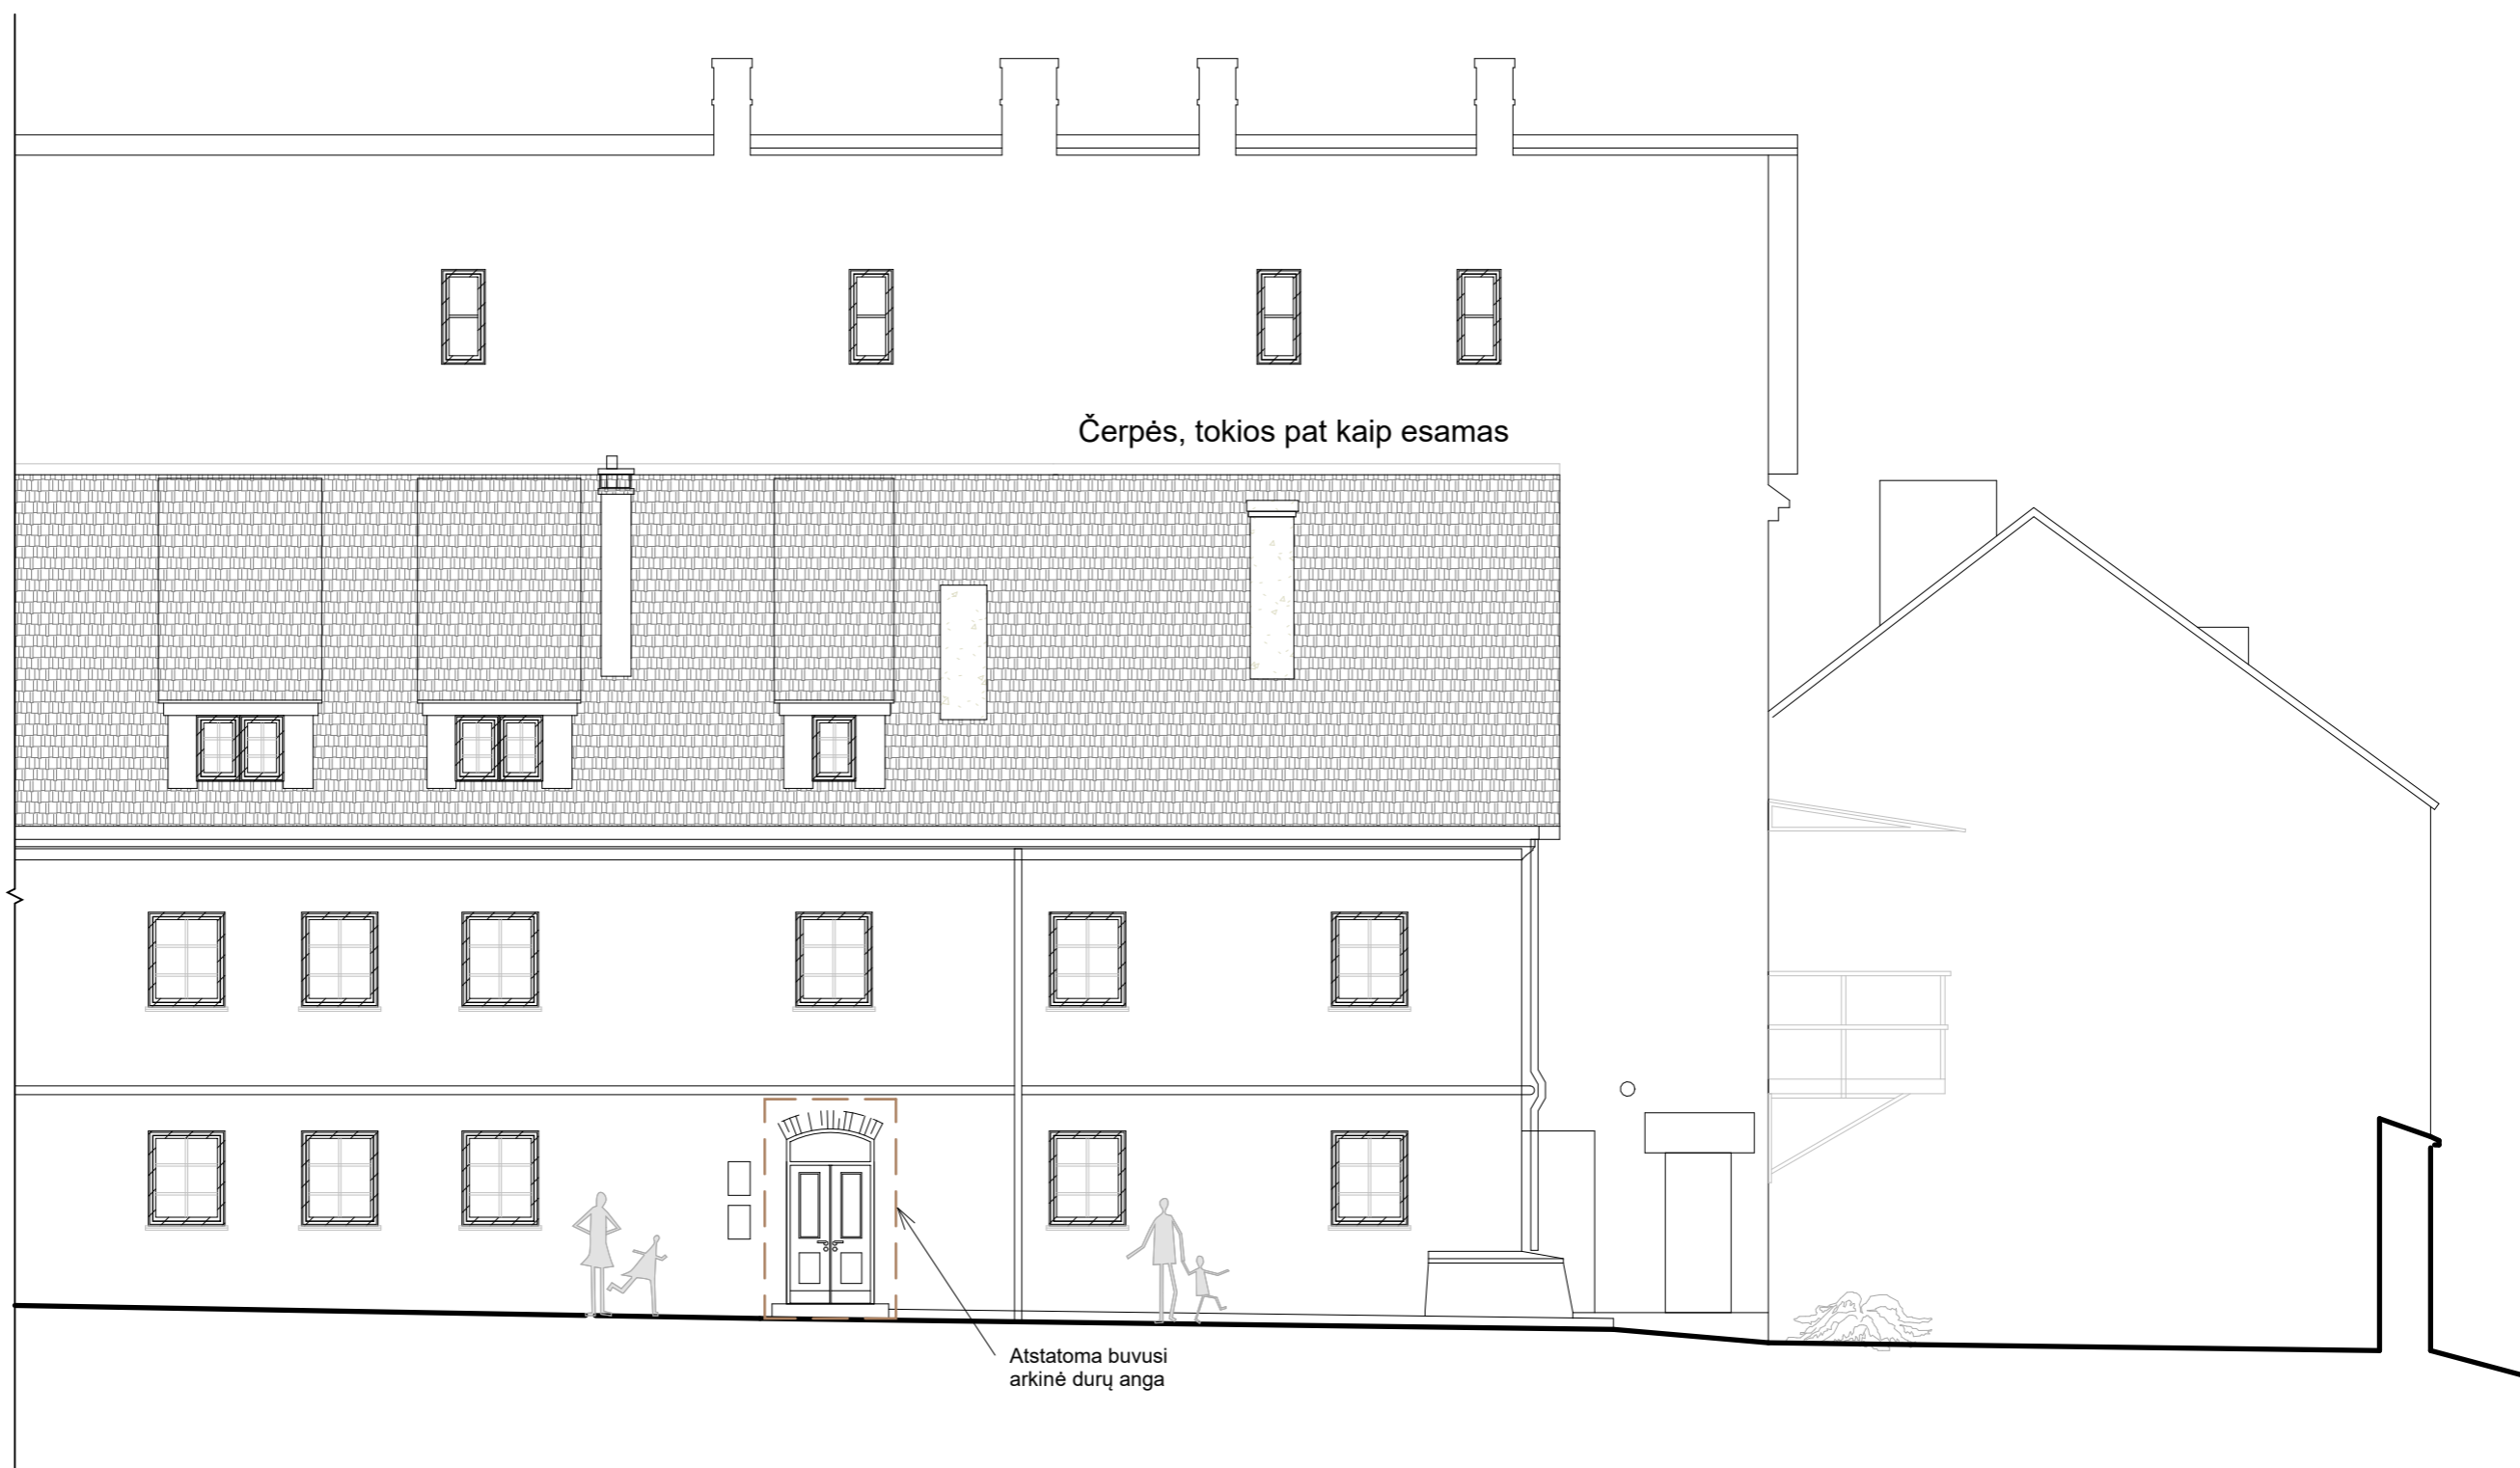 Čerpės, tokios pat kaip esamas
Atstatoma buvusi
arkinė durų anga